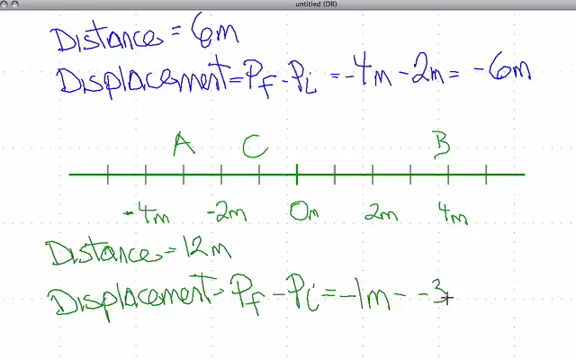 untitled (DR)
Distance = 6m
Displacement = Pf - Pi = -4m - 2m = -6m
A C B
-4m -2m 0m 2m 4m
Distance = 12m
Displacement = Pf - Pi = -1m - -3